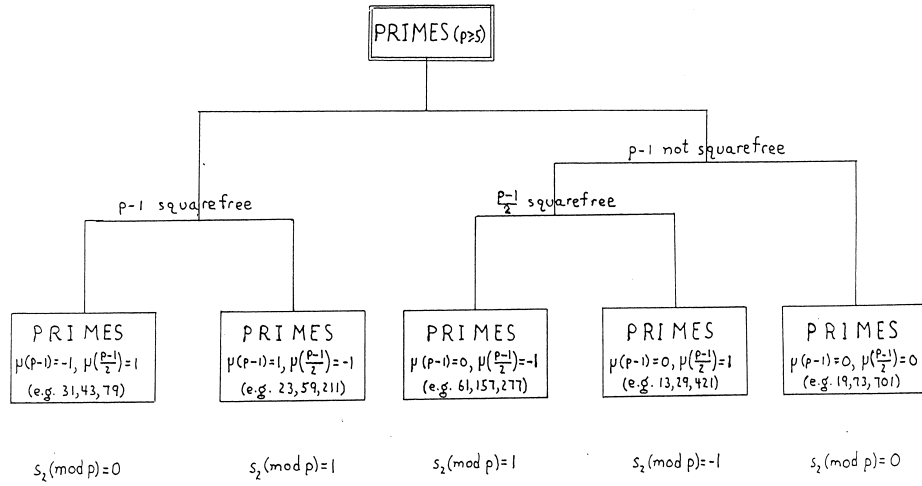 PRIMES (p≥5)
p-1 not squarefree
p-1 squarefree
p-1/2 squarefree
PRIMES
μ(p-1)=-1, μ(p-1/2)=1
(e.g. 31,43,79)
PRIMES
μ(p-1)=1, μ(p-1/2)=-1
(e.g. 23,59,211)
PRIMES
μ(p-1)=0, μ(p-1/2)=-1
(e.g. 61,157,277)
PRIMES
μ(p-1)=0, μ(p-1/2)=1
(e.g. 13,29,421)
PRIMES
μ(p-1)=0, μ(p-1/2)=0
(e.g. 19,73,701)
s₂(mod p)=0
s₂(mod p)=1
s₂(mod p)=1
s₂(mod p)=-1
s₂(mod p)=0